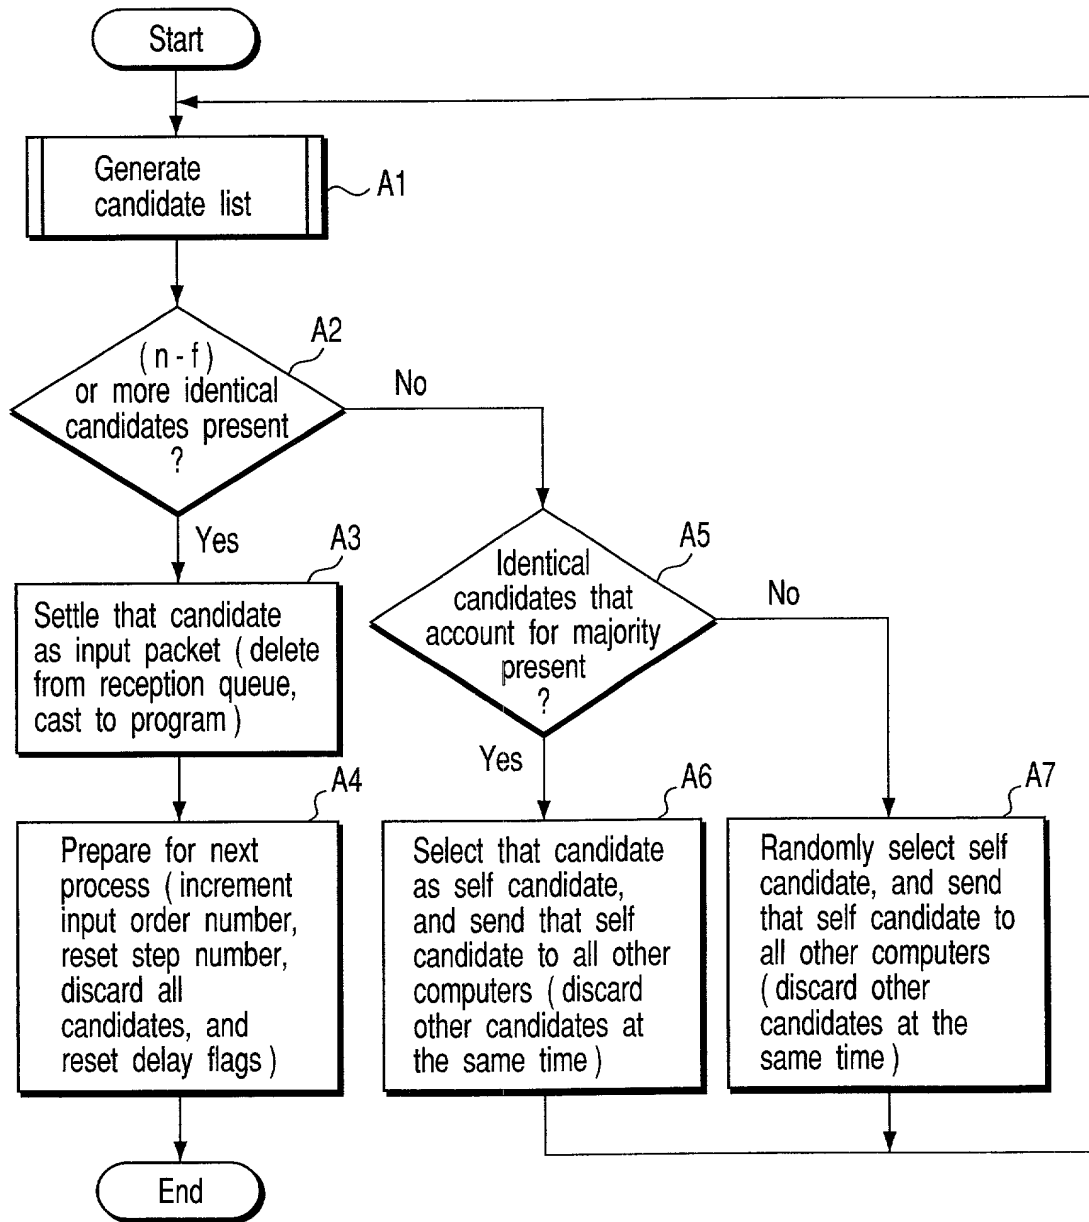 Start
Generate
candidate list
A1
( n - f )
or more identical
candidates present
?
A2
No
Yes
A3
Settle that candidate
as input packet ( delete
from reception queue,
cast to program )
A4
Prepare for next
process ( increment
input order number,
reset step number,
discard all
candidates, and
reset delay flags )
End
A5
Identical
candidates that
account for majority
present
?
No
Yes
A6
Select that candidate
as self candidate,
and send that self
candidate to all other
computers ( discard
other candidates at
the same time )
A7
Randomly select self
candidate, and send
that self candidate to
all other computers
( discard other
candidates at the
same time )